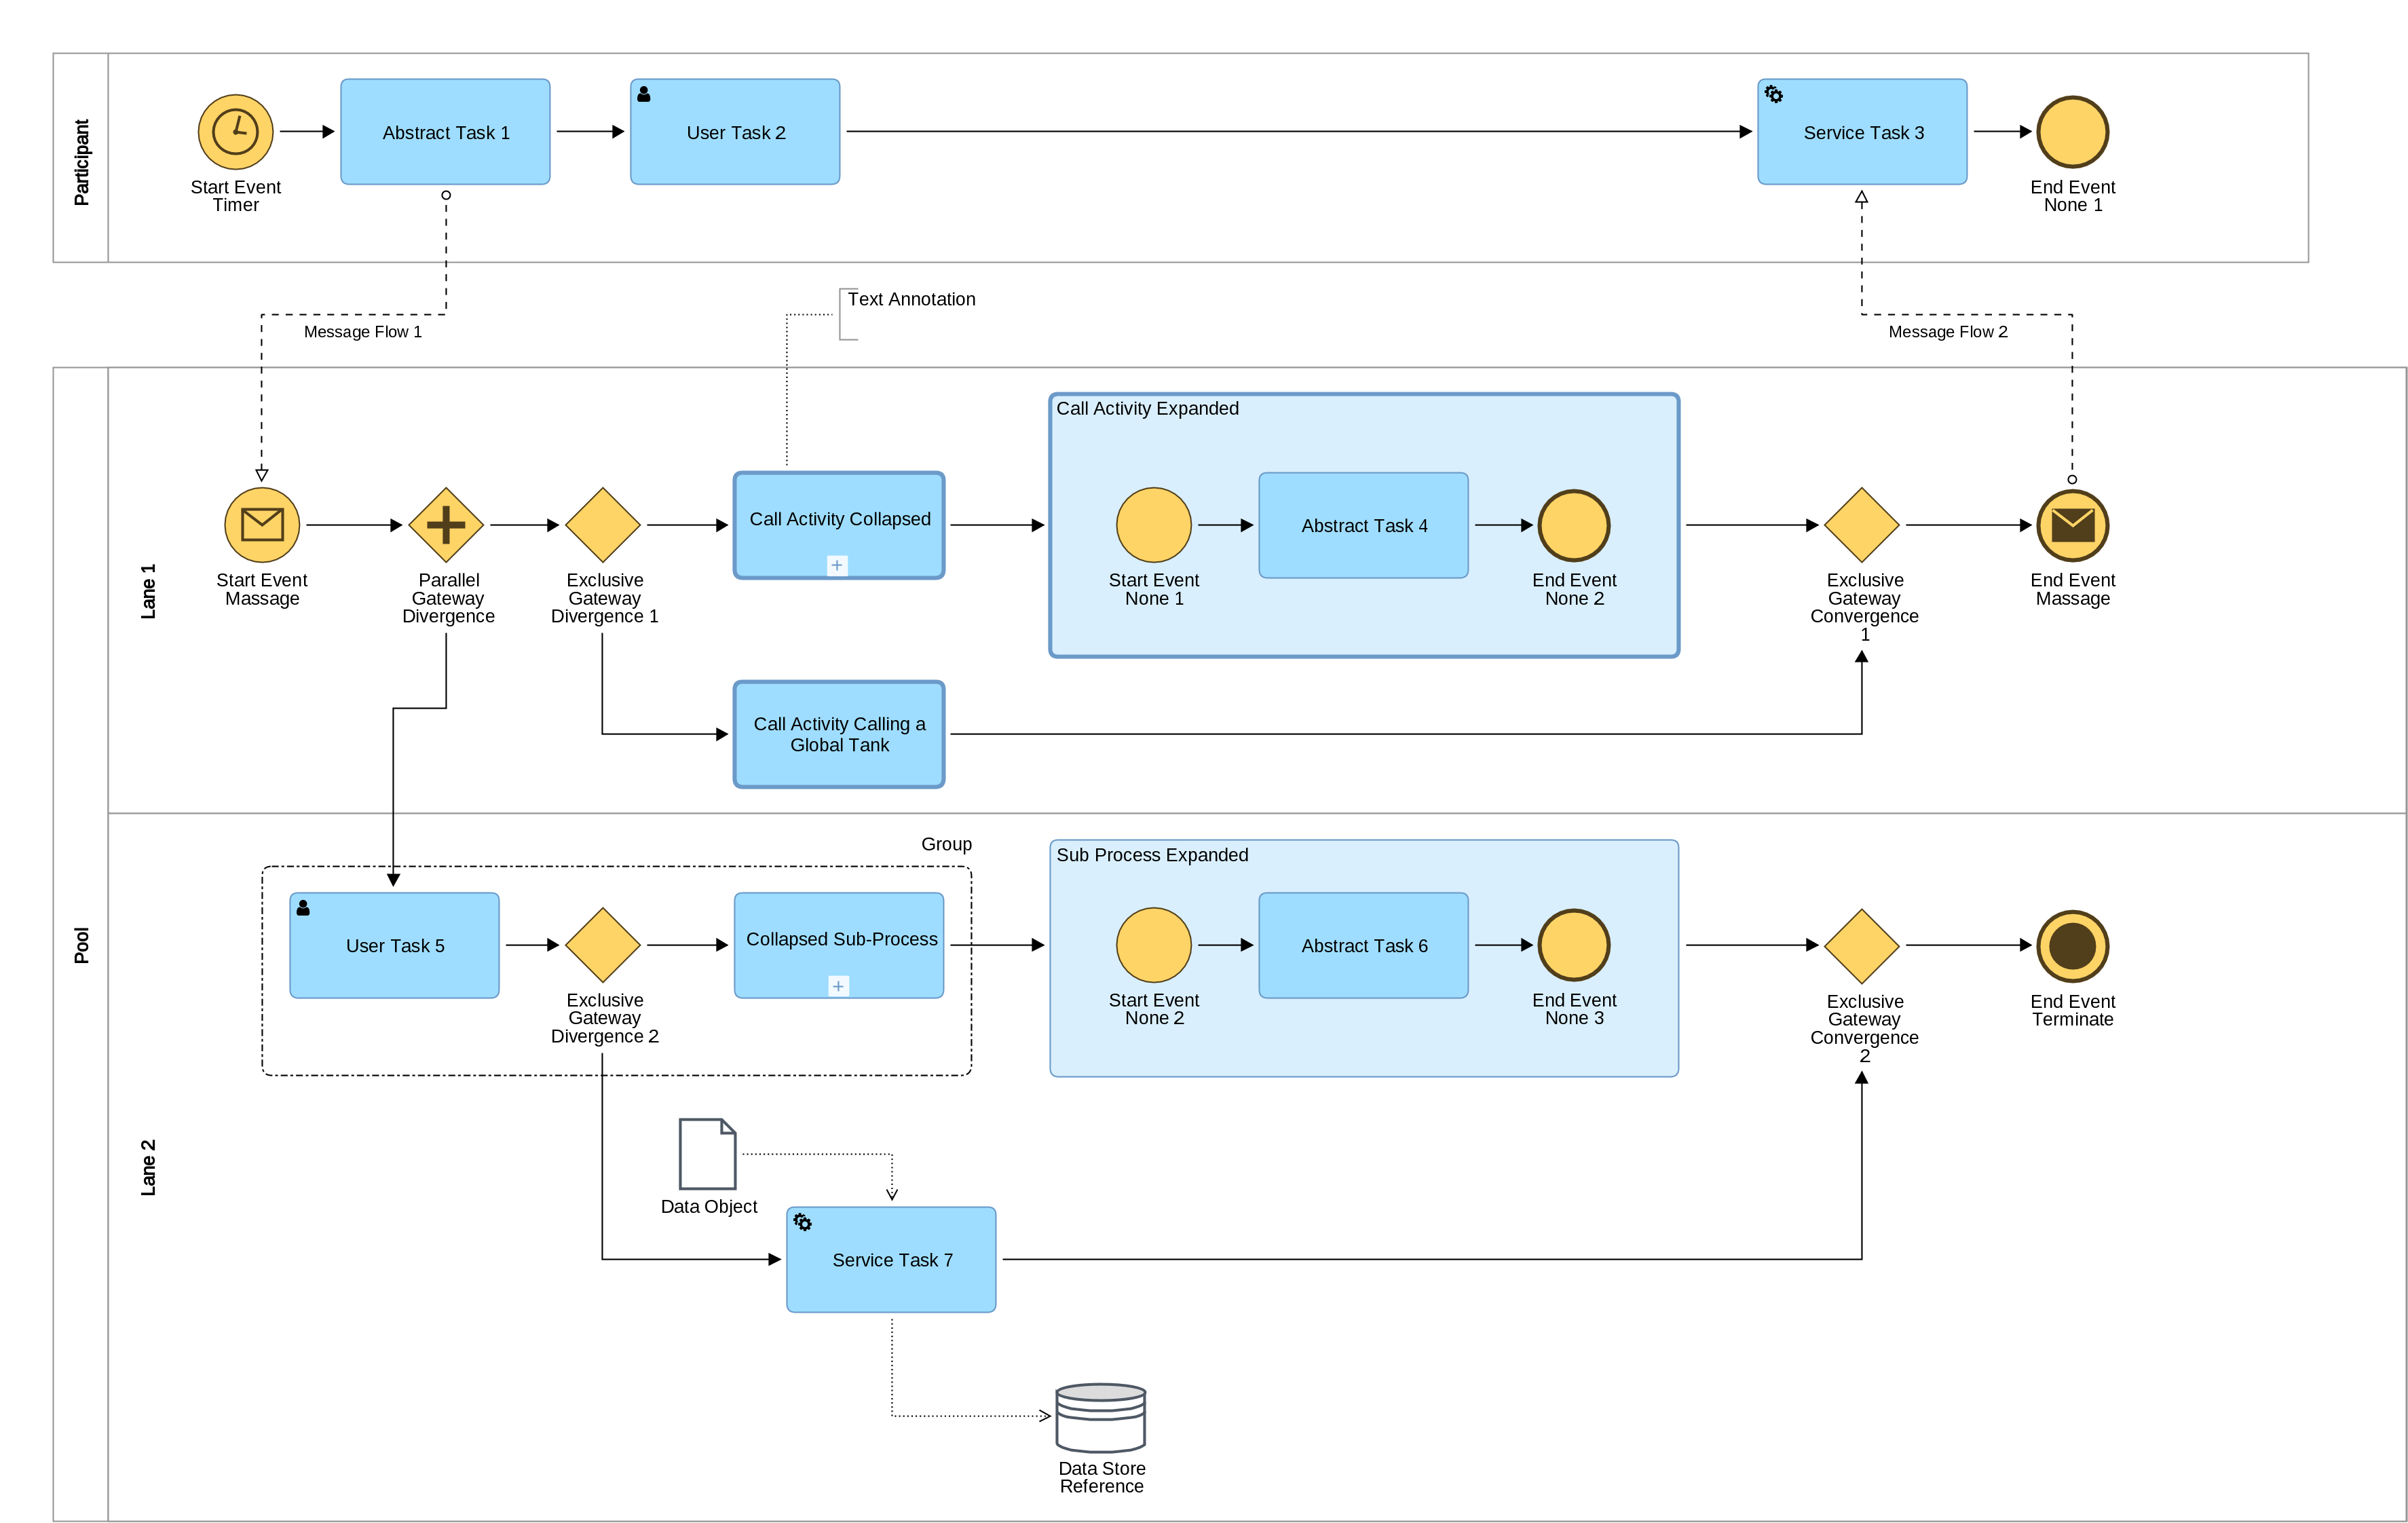 Participant
Start Event
Timer
Abstract Task 1
User Task 2
Service Task 3
End Event
None 1
Message Flow 1
Text Annotation
Message Flow 2
Pool
Lane 1
Start Event
Massage
Parallel
Gateway
Divergence
Exclusive
Gateway
Divergence 1
Call Activity Collapsed
Call Activity Expanded
Start Event
None 1
Abstract Task 4
End Event
None 2
Exclusive
Gateway
Convergence
1
End Event
Massage
Call Activity Calling a
Global Tank
Lane 2
Group
User Task 5
Exclusive
Gateway
Divergence 2
Collapsed Sub-Process
Sub Process Expanded
Start Event
None 2
Abstract Task 6
End Event
None 3
Exclusive
Gateway
Convergence
2
End Event
Terminate
Data Object
Service Task 7
Data Store
Reference